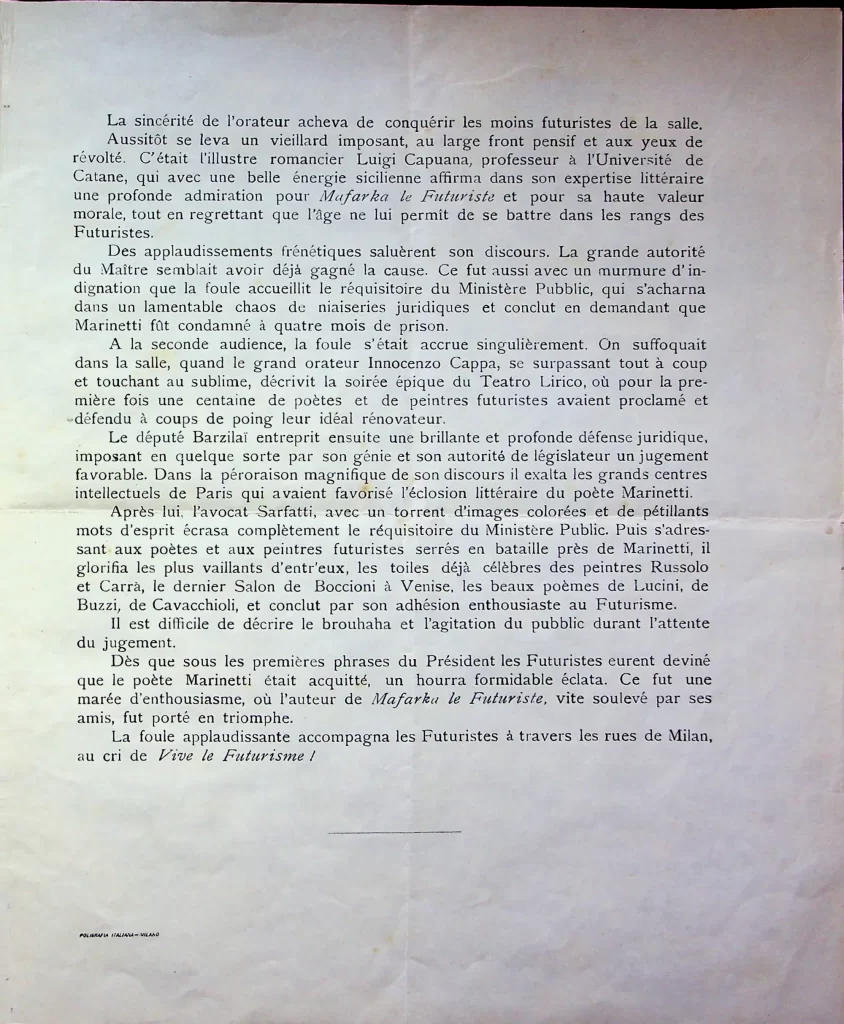 La sincérité de l'orateur acheva de conquérir les moins futuristes de la salle.
Aussitôt se leva un vieillard imposant, au large front pensif et aux yeux de
révolté. C'était l'illustre romancier Luigi Capuana, professeur à l'Université de
Catane, qui avec une belle énergie sicilienne affirma dans son expertise littéraire
une profonde admiration pour Mafarka le Futuriste et pour sa haute valeur
morale, tout en regrettant que l'âge ne lui permît de se battre dans les rangs des
Futuristes.
Des applaudissements frénétiques saluèrent son discours. La grande autorité
du Maître semblait avoir déjà gagné la cause. Ce fut aussi avec un murmure d'in-
dignation que la foule accueillit le réquisitoire du Ministère Pubblic, qui s'acharna
dans un lamentable chaos de niaiseries juridiques et conclut en demandant que
Marinetti fût condamné à quatre mois de prison.
A la seconde audience, la foule s'était accrue singulièrement. On suffoquait
dans la salle, quand le grand orateur Innocenzo Cappa, se surpassant tout à coup
et touchant au sublime, décrivit la soirée épique du Teatro Lirico, où pour la pre-
mière fois une centaine de poètes et de peintres futuristes avaient proclamé et
défendu à coups de poing leur idéal rénovateur.
Le député Barzilaï entreprit ensuite une brillante et profonde défense juridique,
imposant en quelque sorte par son génie et son autorité de législateur un jugement
favorable. Dans la péroraison magnifique de son discours il exalta les grands centres
intellectuels de Paris qui avaient favorisé l'éclosion littéraire du poète Marinetti.
Après lui, l'avocat Sarfatti, avec un torrent d'images colorées et de pétillants
mots d'esprit écrasa complètement le réquisitoire du Ministère Public. Puis s'adres-
sant aux poètes et aux peintres futuristes serrés en bataille près de Marinetti, il
glorifia les plus vaillants d'entr'eux, les toiles déjà célèbres des peintres Russolo
et Carrà, le dernier Salon de Boccioni à Venise, les beaux poèmes de Lucini, de
Buzzi, de Cavacchioli, et conclut par son adhésion enthousiaste au Futurisme.
Il est difficile de décrire le brouhaha et l'agitation du pubblic durant l'attente
du jugement.
Dès que sous les premières phrases du Président les Futuristes eurent deviné
que le poète Marinetti était acquitté, un hourra formidable éclata. Ce fut une
marée d'enthousiasme, où l'auteur de Mafarka le Futuriste, vite soulevé par ses
amis, fut porté en triomphe.
La foule applaudissante accompagna les Futuristes à travers les rues de Milan,
au cri de Vive le Futurisme !
POLIGRAFIA ITALIANA - MILANO